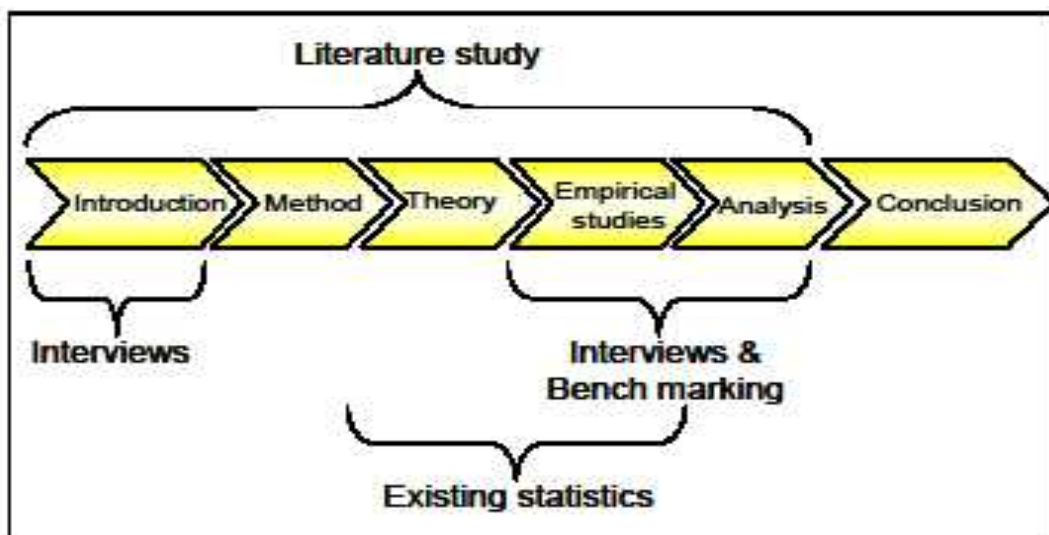 Literature study
Introduction
Method
Theory
Empirical
studies
Analysis
Conclusion
Interviews
Interviews &
Bench marking
Existing statistics